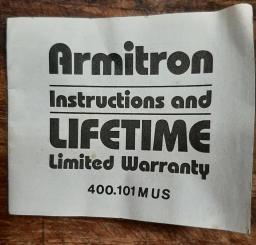 Armitron
Instructions and
LIFETIME
Limited Warranty
400.101MUS